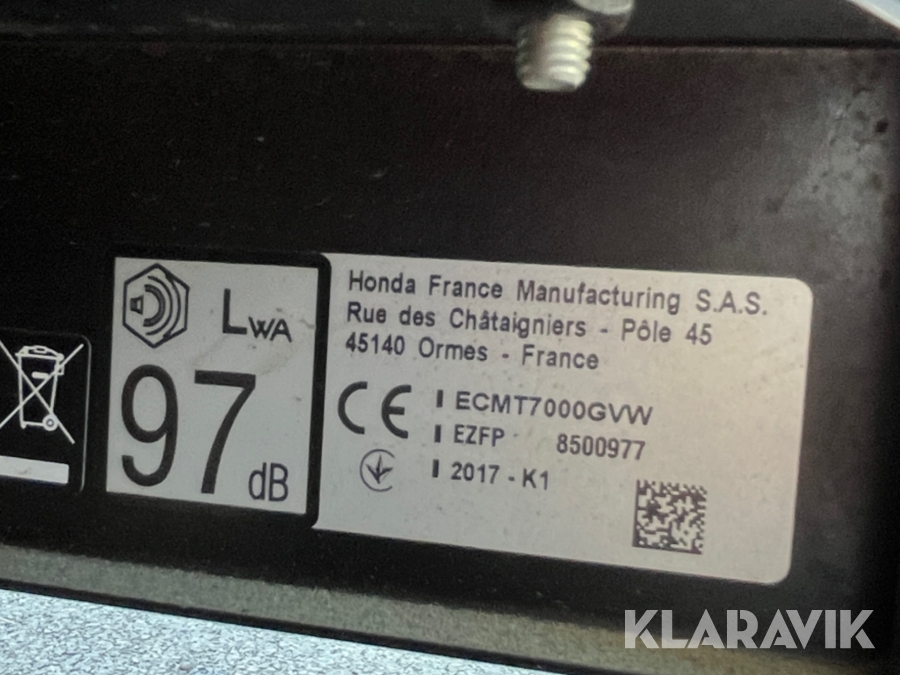 LWA
97 dB
Honda France Manufacturing S.A.S.
Rue des Châtaigniers - Pôle 45
45140 Ormes - France
CE
ECMT7000GVW
EZFP 8500977
2017 - K1
KLARAVIK